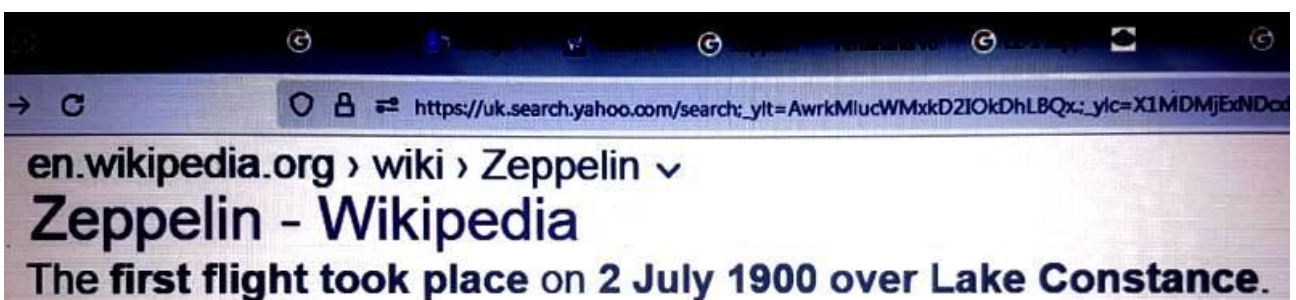 https://uk.search.yahoo.com/search;_ylt=AwrkMlucWMxkD2IOkDhLBQx.;_ylc=X1MDMjExNDcxd
en.wikipedia.org › wiki › Zeppelin
Zeppelin - Wikipedia
The first flight took place on 2 July 1900 over Lake Constance.